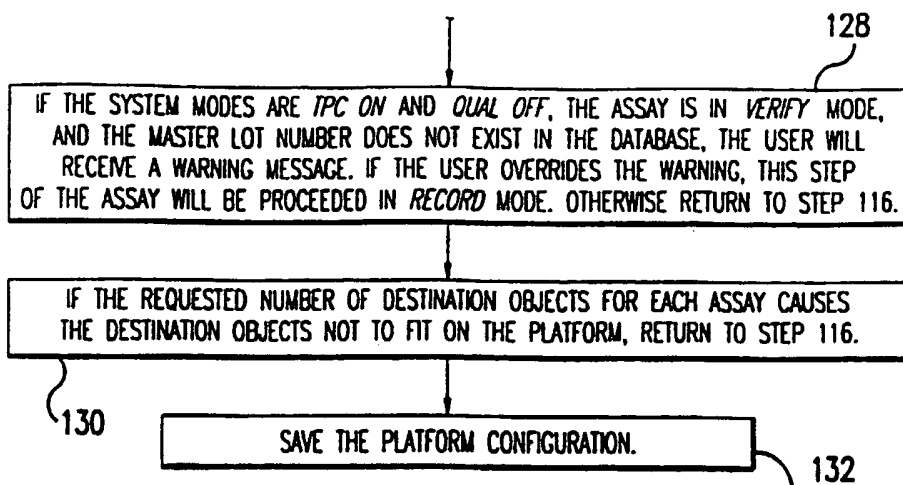 128
IF THE SYSTEM MODES ARE TPC ON AND QUAL OFF, THE ASSAY IS IN VERIFY MODE,
AND THE MASTER LOT NUMBER DOES NOT EXIST IN THE DATABASE, THE USER WILL
RECEIVE A WARNING MESSAGE. IF THE USER OVERRIDES THE WARNING, THIS STEP
OF THE ASSAY WILL BE PROCEEDED IN RECORD MODE. OTHERWISE RETURN TO STEP 116.
IF THE REQUESTED NUMBER OF DESTINATION OBJECTS FOR EACH ASSAY CAUSES
THE DESTINATION OBJECTS NOT TO FIT ON THE PLATFORM, RETURN TO STEP 116.
130
SAVE THE PLATFORM CONFIGURATION.
132